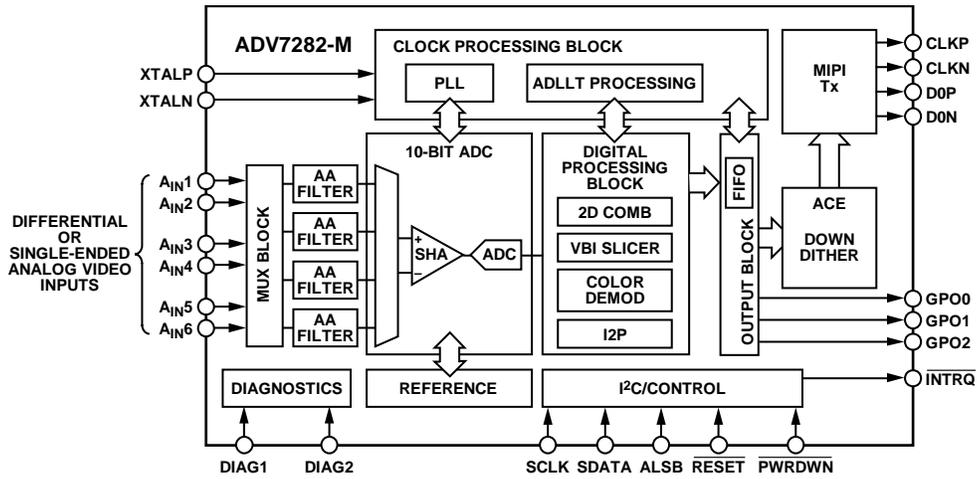 ADV7282-M
CLOCK PROCESSING BLOCK
PLL
ADLLT PROCESSING
XTALP
XTALN
MIPI
Tx
CLKP
CLKN
D0P
D0N
10-BIT ADC
DIGITAL
PROCESSING
BLOCK
DIFFERENTIAL
OR
SINGLE-ENDED
ANALOG VIDEO
INPUTS
AIN1
AIN2
AIN3
AIN4
AIN5
AIN6
MUX BLOCK
AA
FILTER
AA
FILTER
AA
FILTER
AA
FILTER
+
SHA
−
ADC
2D COMB
VBI SLICER
COLOR
DEMOD
I2P
FIFO
OUTPUT BLOCK
ACE
DOWN
DITHER
GPO0
GPO1
GPO2
INTRQ
DIAGNOSTICS
REFERENCE
I2C/CONTROL
DIAG1
DIAG2
SCLK
SDATA
ALSB
RESET
PWRDWN